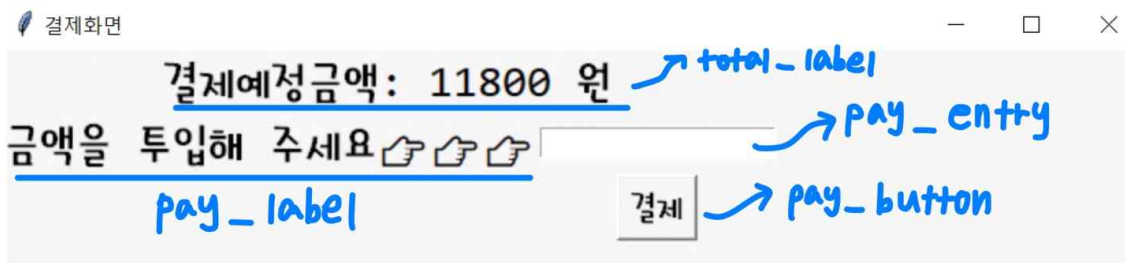 결제화면
결제예정금액: 11800 원
total_label
금액을 투입해 주세요👉👉👉
pay_entry
pay_label
결제
pay_button